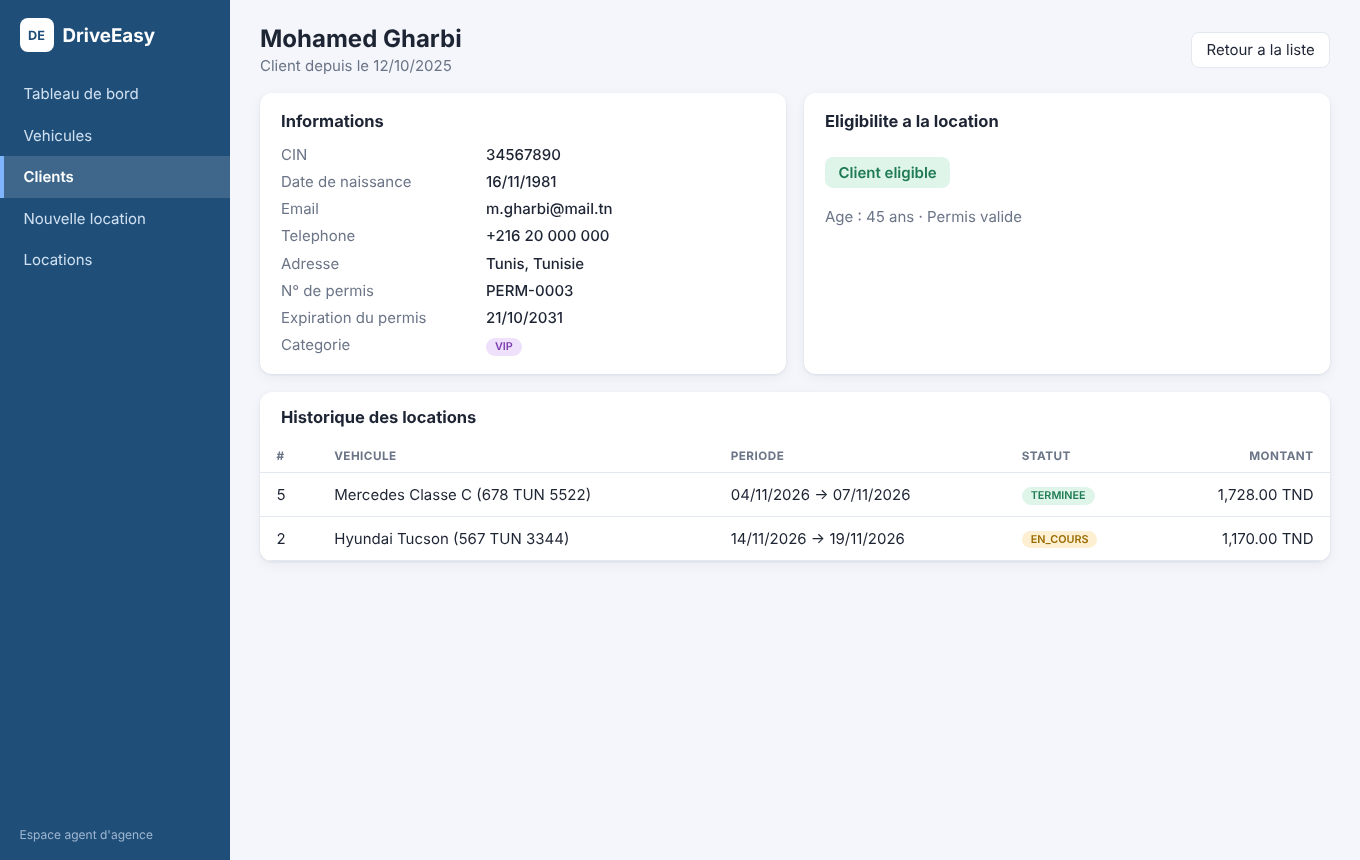 DE DriveEasy
Tableau de bord
Vehicules
Clients
Nouvelle location
Locations
Espace agent d'agence
Mohamed Gharbi
Client depuis le 12/10/2025
Retour a la liste
Informations
CIN 34567890
Date de naissance 16/11/1981
Email m.gharbi@mail.tn
Telephone +216 20 000 000
Adresse Tunis, Tunisie
N° de permis PERM-0003
Expiration du permis 21/10/2031
Categorie VIP
Eligibilite a la location
Client eligible
Age : 45 ans · Permis valide
Historique des locations
# VEHICULE PERIODE STATUT MONTANT
5 Mercedes Classe C (678 TUN 5522) 04/11/2026 → 07/11/2026 TERMINEE 1,728.00 TND
2 Hyundai Tucson (567 TUN 3344) 14/11/2026 → 19/11/2026 EN_COURS 1,170.00 TND